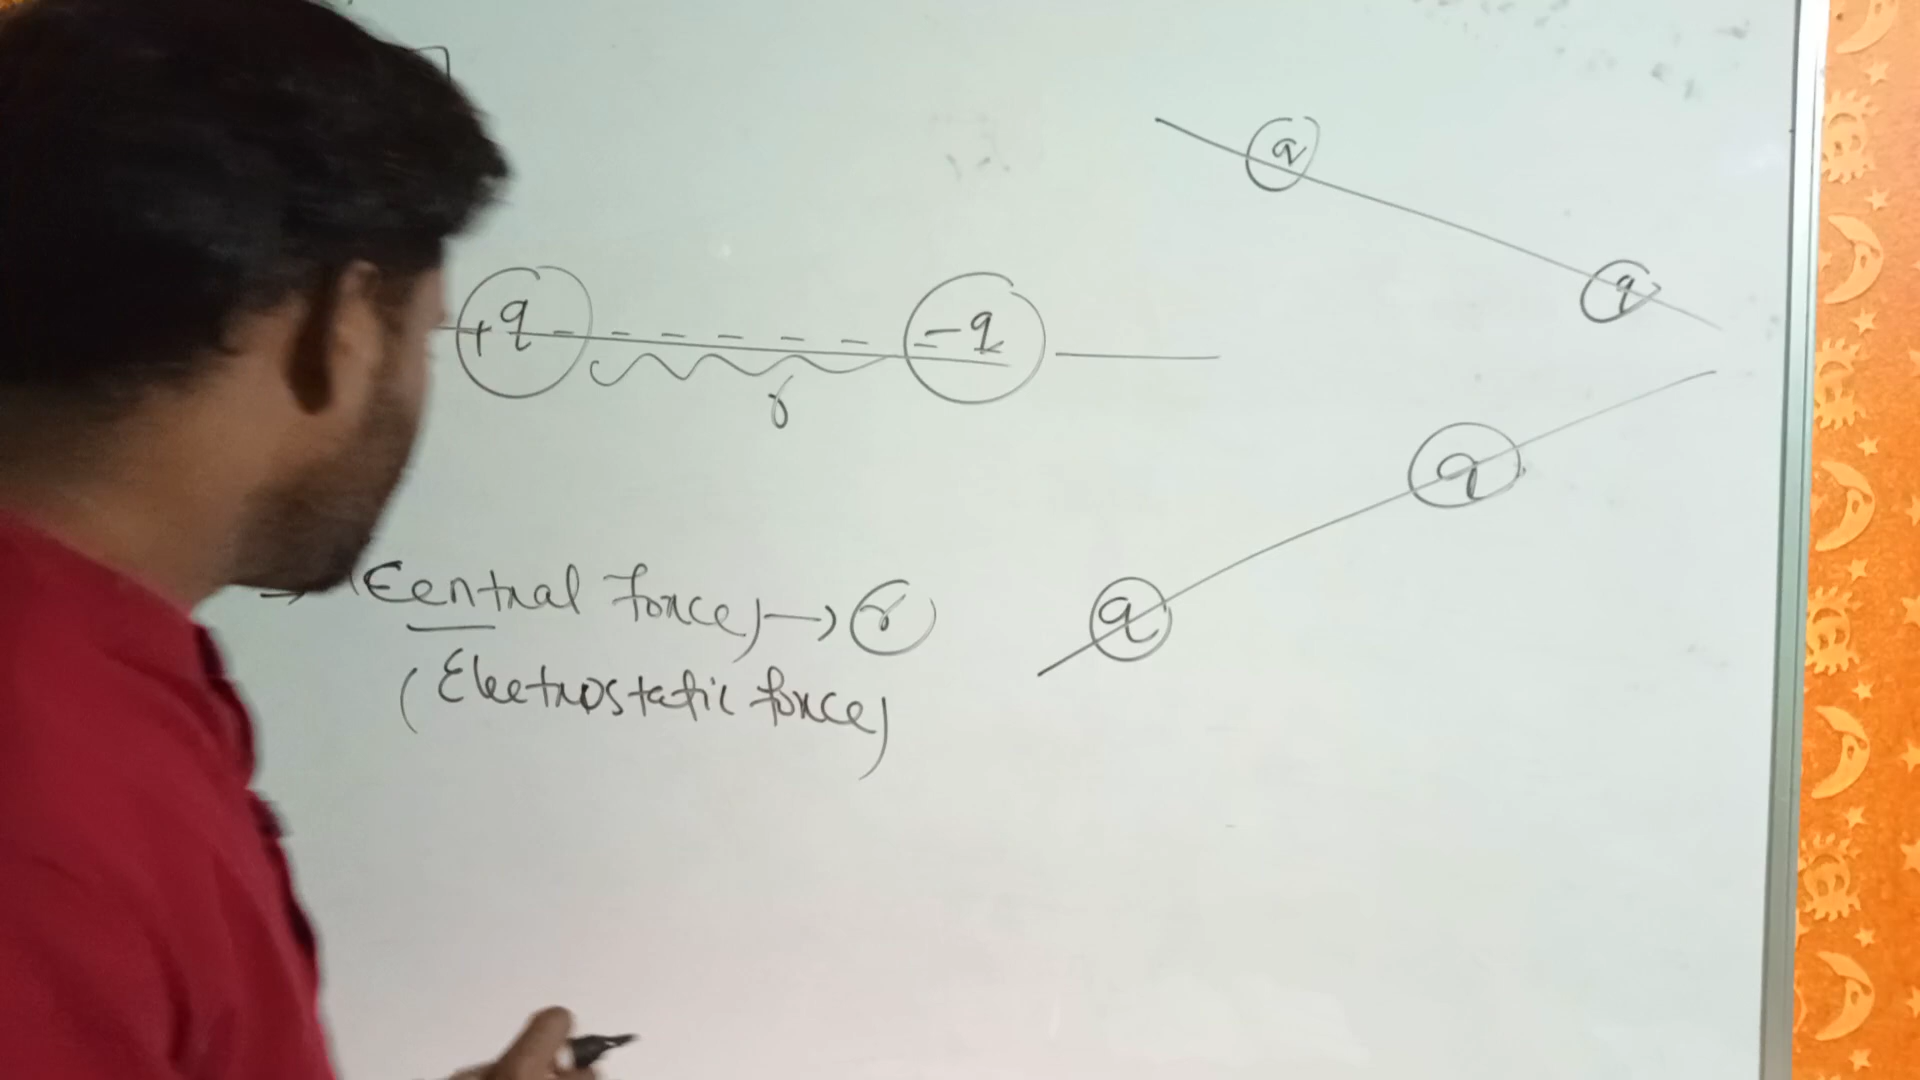 q
q
+q - - - - - - - -q
r
q
q
→ Central force) → r
(Electrostatic force)